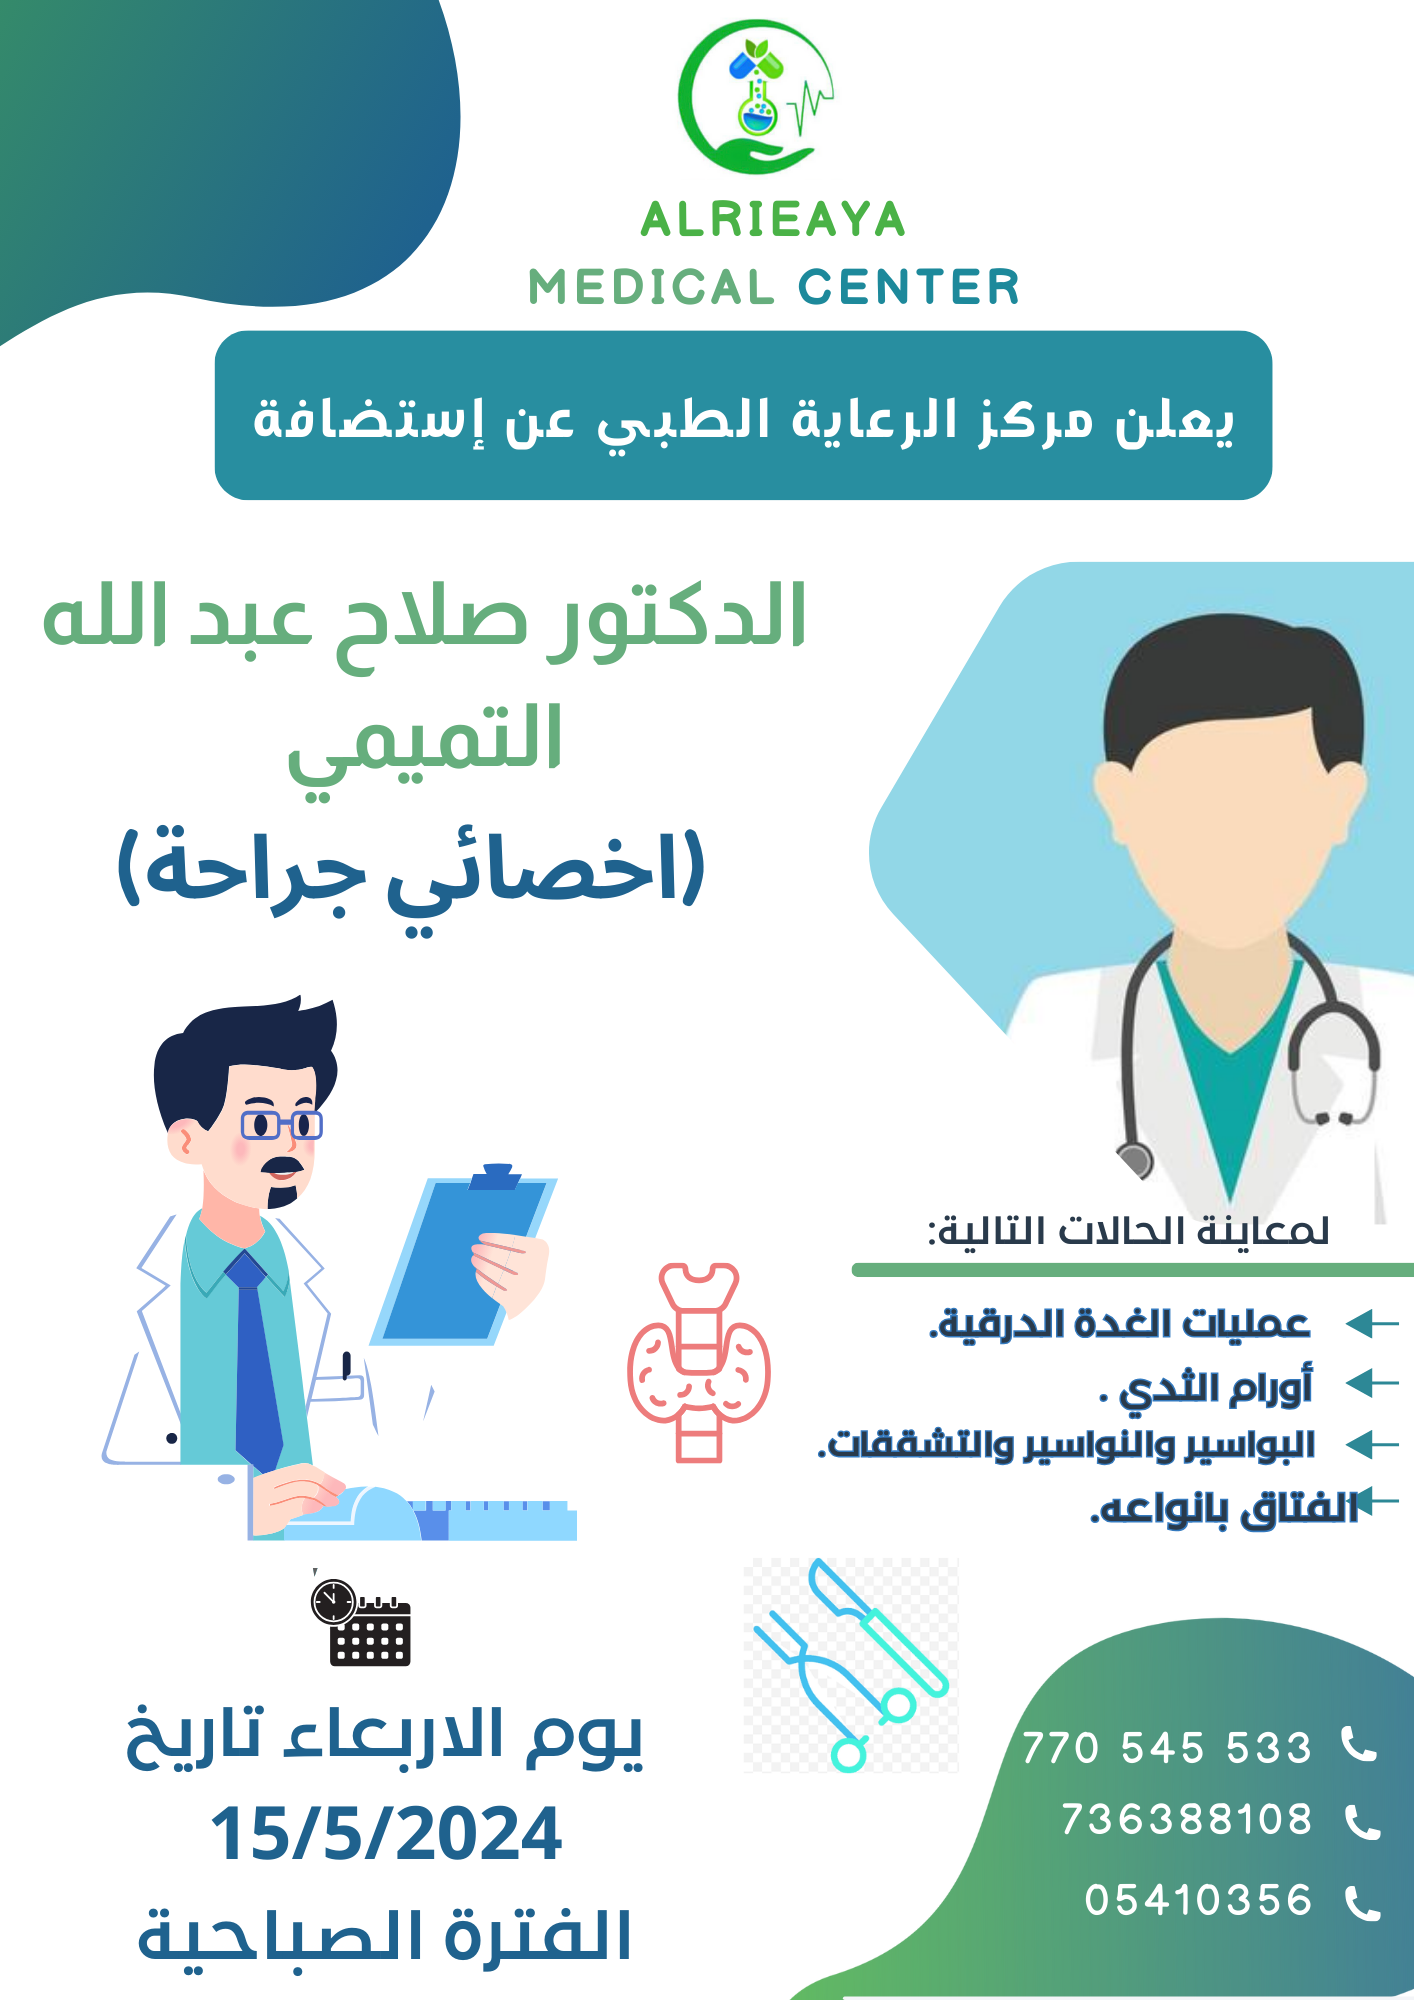 ALRIEAYA
MEDICAL CENTER
يعلن مركز الرعاية الطبي عن إستضافة
الدكتور صلاح عبد الله
التميمي
(اخصائي جراحة)
لمعاينة الحالات التالية:
عمليات الغدة الدرقية.
أورام الثدي .
البواسير والنواسير والتشققات.
الفتاق بانواعه.
يوم الاربعاء تاريخ
15/5/2024
الفترة الصباحية
770 545 533
736388108
05410356